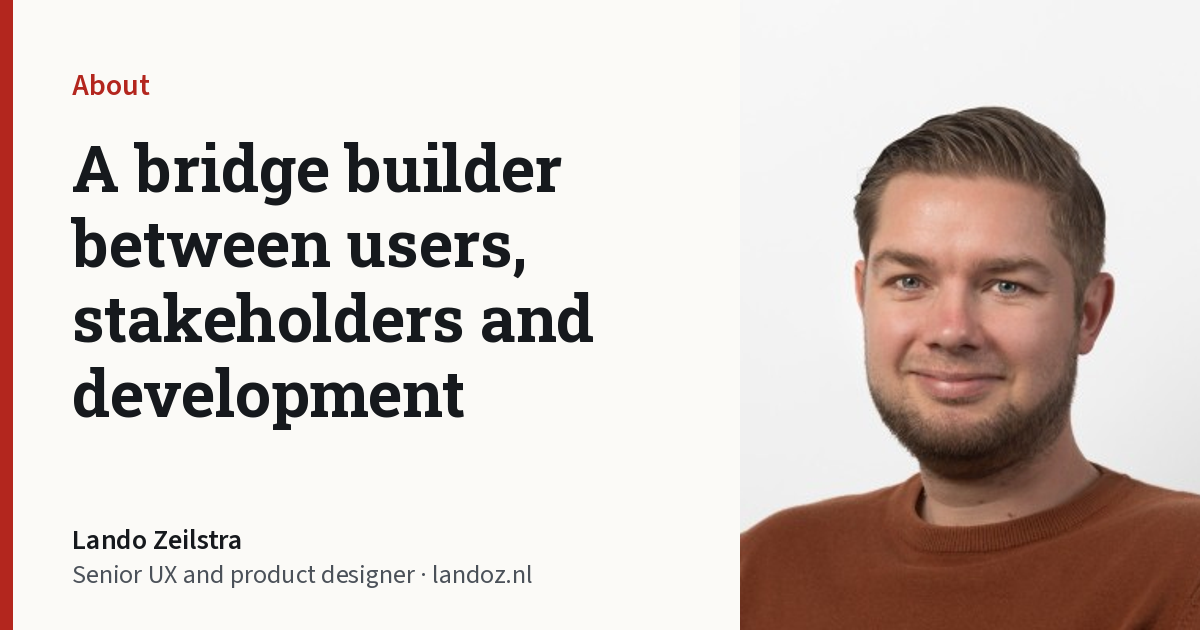 About
A bridge builder
between users,
stakeholders and
development
Lando Zeilstra
Senior UX and product designer · landoz.nl